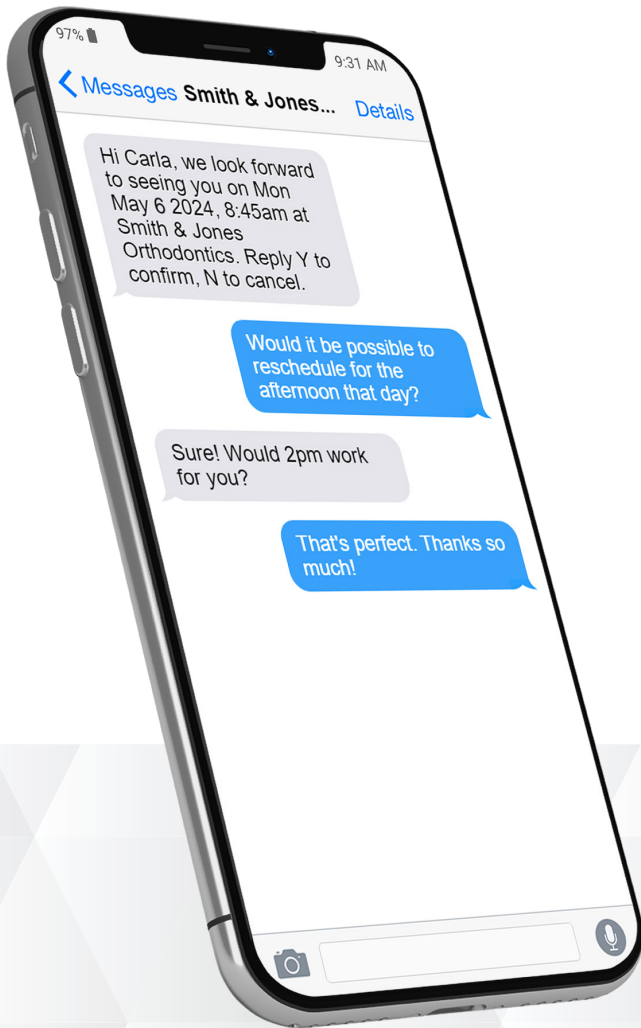 97%
9:31 AM
Messages Smith & Jones... Details
Hi Carla, we look forward
to seeing you on Mon
May 6 2024, 8:45am at
Smith & Jones
Orthodontics. Reply Y to
confirm, N to cancel.
Would it be possible to
reschedule for the
afternoon that day?
Sure! Would 2pm work
for you?
That's perfect. Thanks so
much!